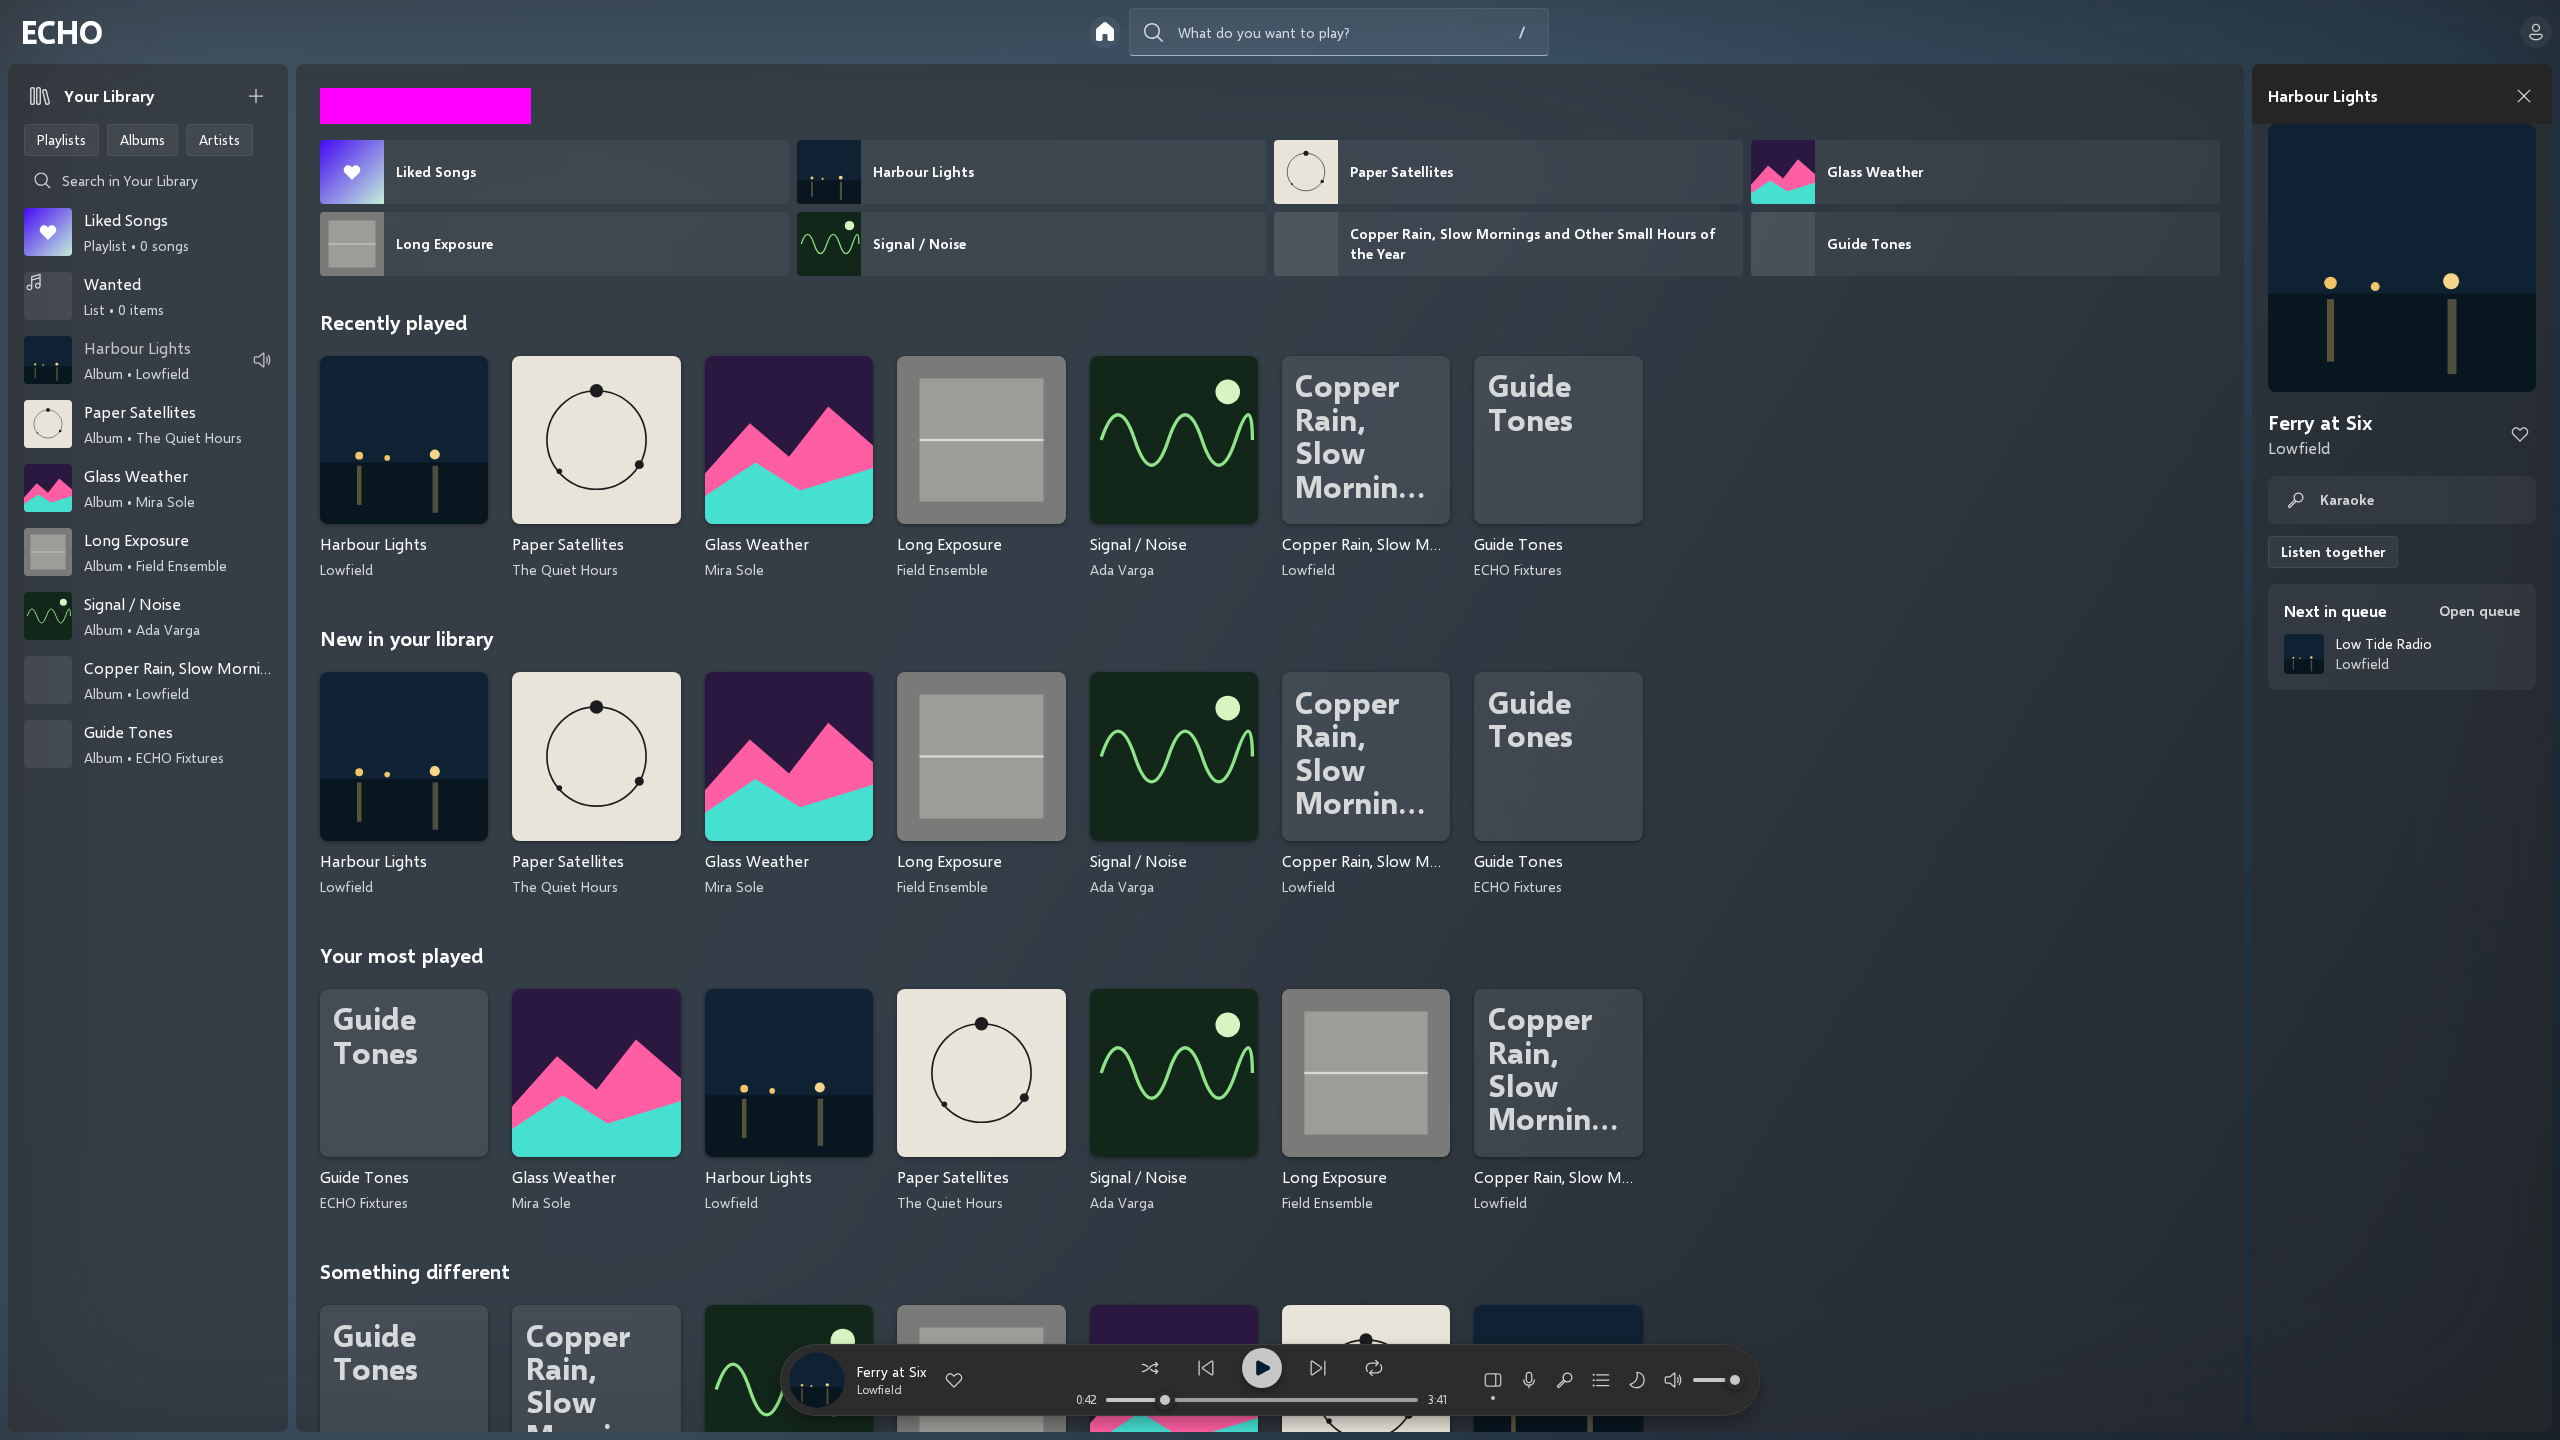 ECHO
What do you want to play?
/
Your Library
Playlists
Albums
Artists
Search in Your Library
Liked Songs
Playlist • 0 songs
Wanted
List • 0 items
Harbour Lights
Album • Lowfield
Paper Satellites
Album • The Quiet Hours
Glass Weather
Album • Mira Sole
Long Exposure
Album • Field Ensemble
Signal / Noise
Album • Ada Varga
Copper Rain, Slow Morni...
Album • Lowfield
Guide Tones
Album • ECHO Fixtures
Liked Songs
Harbour Lights
Paper Satellites
Glass Weather
Long Exposure
Signal / Noise
Copper Rain, Slow Mornings and Other Small Hours of
the Year
Guide Tones
Recently played
Copper
Rain,
Slow
Mornin...
Guide
Tones
Harbour Lights
Lowfield
Paper Satellites
The Quiet Hours
Glass Weather
Mira Sole
Long Exposure
Field Ensemble
Signal / Noise
Ada Varga
Copper Rain, Slow M...
Lowfield
Guide Tones
ECHO Fixtures
New in your library
Copper
Rain,
Slow
Mornin...
Guide
Tones
Harbour Lights
Lowfield
Paper Satellites
The Quiet Hours
Glass Weather
Mira Sole
Long Exposure
Field Ensemble
Signal / Noise
Ada Varga
Copper Rain, Slow M...
Lowfield
Guide Tones
ECHO Fixtures
Your most played
Guide
Tones
Copper
Rain,
Slow
Mornin...
Guide Tones
ECHO Fixtures
Glass Weather
Mira Sole
Harbour Lights
Lowfield
Paper Satellites
The Quiet Hours
Signal / Noise
Ada Varga
Long Exposure
Field Ensemble
Copper Rain, Slow M...
Lowfield
Something different
Guide
Tones
Copper
Rain,
Slow
Harbour Lights
Ferry at Six
Lowfield
Karaoke
Listen together
Next in queue
Open queue
Low Tide Radio
Lowfield
Ferry at Six
Lowfield
0:42
3:41